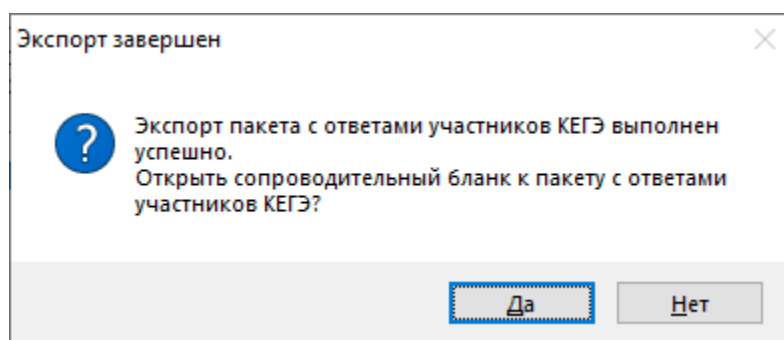 Экспорт завершен
Экспорт пакета с ответами участников КЕГЭ выполнен
успешно.
Открыть сопроводительный бланк к пакету с ответами
участников КЕГЭ?
Да
Нет